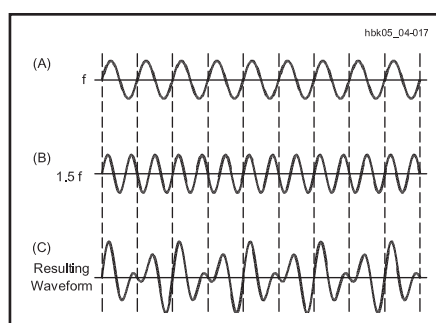 hbk05_04-017
(A)
f
(B)
1.5 f
(C)
Resulting
Waveform